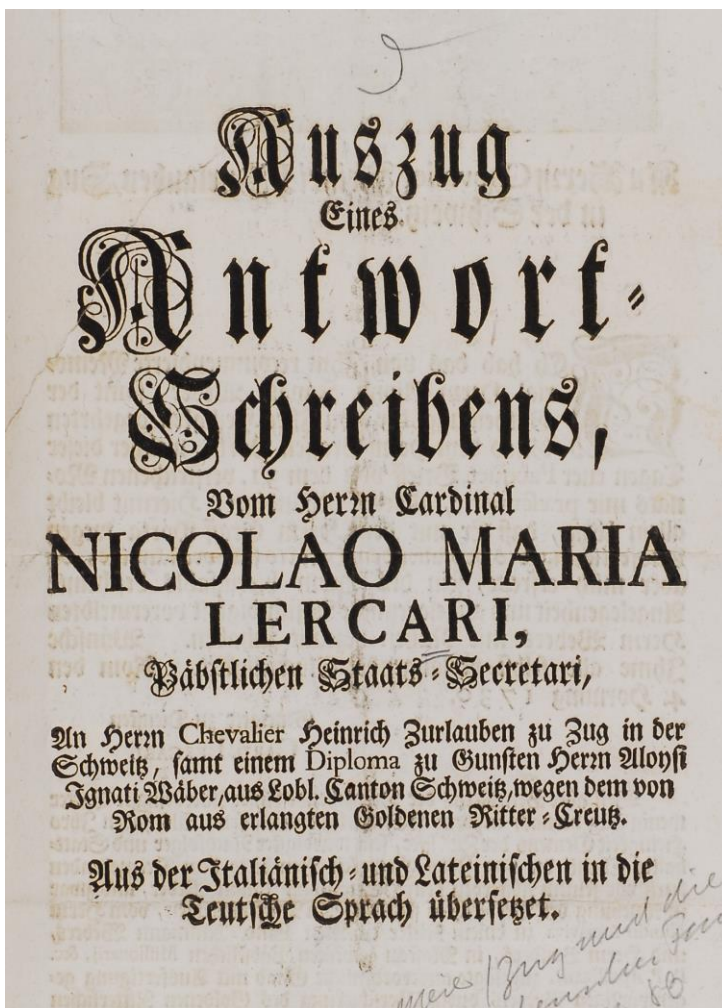 Auszug
Eines
Antwort-
Schreibens,
Vom Herrn Cardinal
NICOLAO MARIA
LERCARI,
Päbstlichen Staats-Secretari,
An Herrn Chevalier Heinrich Zurlauben zu Zug in der
Schweitz, samt einem Diploma zu Gunsten Herrn Aloysi
Ignati Wäber, aus Lobl. Canton Schweitz, wegen dem von
Rom aus erlangten Goldenen Ritter-Creutz.
Aus der Italiänisch- und Lateinischen in die
Teutsche Sprach übersetzet.
und die